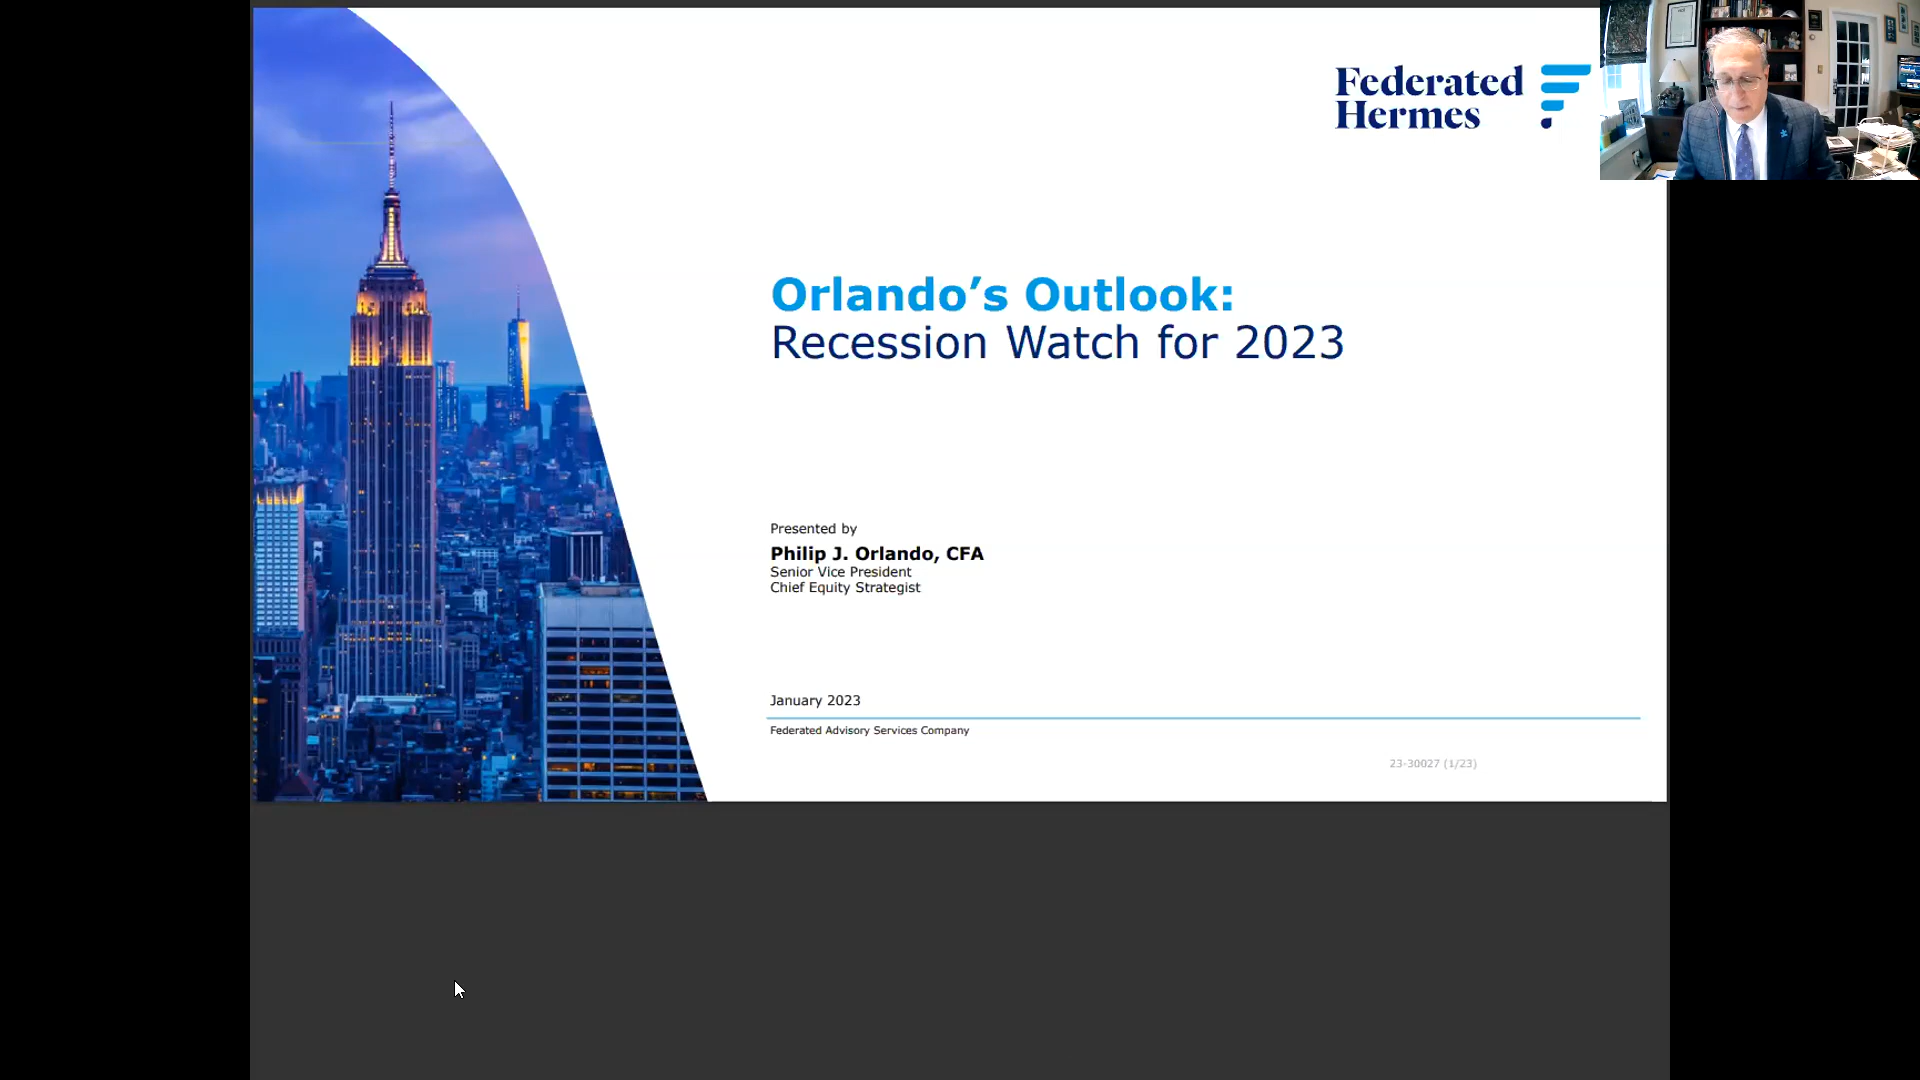 Federated
Hermes
Orlando’s Outlook:
Recession Watch for 2023
Presented by
Philip J. Orlando, CFA
Senior Vice President
Chief Equity Strategist
January 2023
Federated Advisory Services Company
23-30027 (1/23)